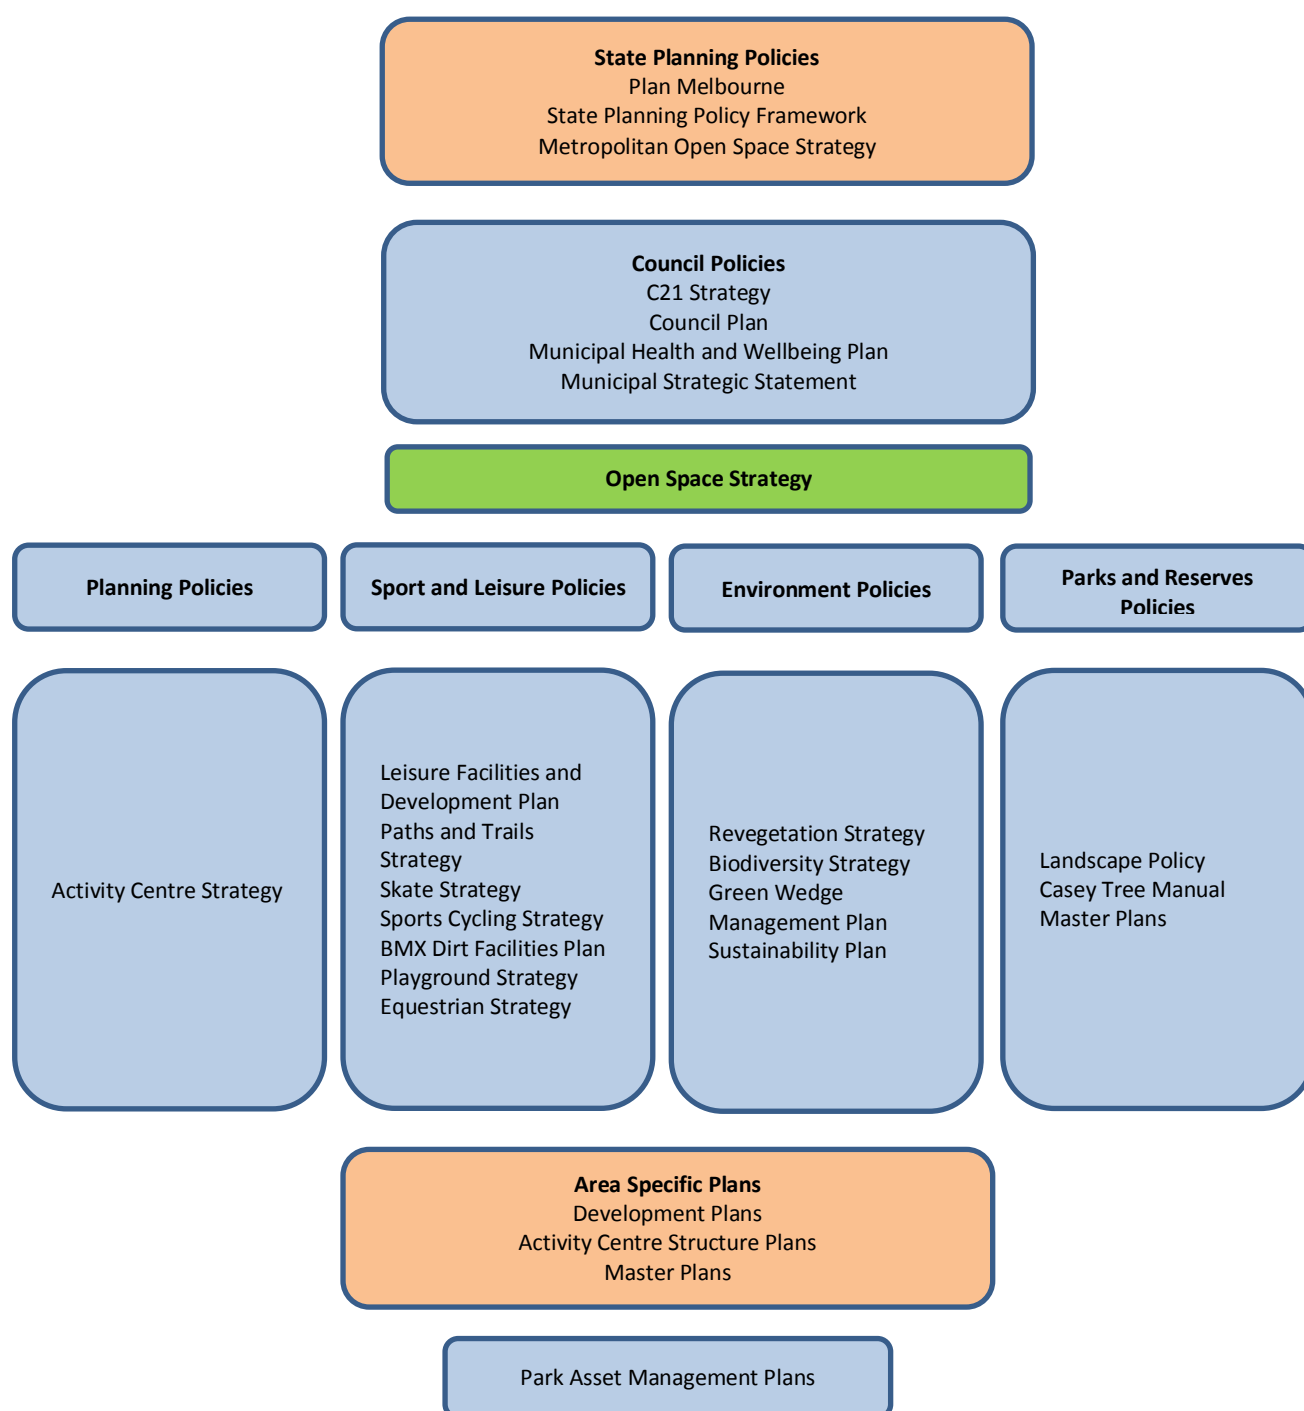 State Planning Policies
Plan Melbourne
State Planning Policy Framework
Metropolitan Open Space Strategy
Council Policies
C21 Strategy
Council Plan
Municipal Health and Wellbeing Plan
Municipal Strategic Statement
Open Space Strategy
Planning Policies
Sport and Leisure Policies
Environment Policies
Parks and Reserves
Policies
Activity Centre Strategy
Leisure Facilities and
Development Plan
Paths and Trails
Strategy
Skate Strategy
Sports Cycling Strategy
BMX Dirt Facilities Plan
Playground Strategy
Equestrian Strategy
Revegetation Strategy
Biodiversity Strategy
Green Wedge
Management Plan
Sustainability Plan
Landscape Policy
Casey Tree Manual
Master Plans
Area Specific Plans
Development Plans
Activity Centre Structure Plans
Master Plans
Park Asset Management Plans